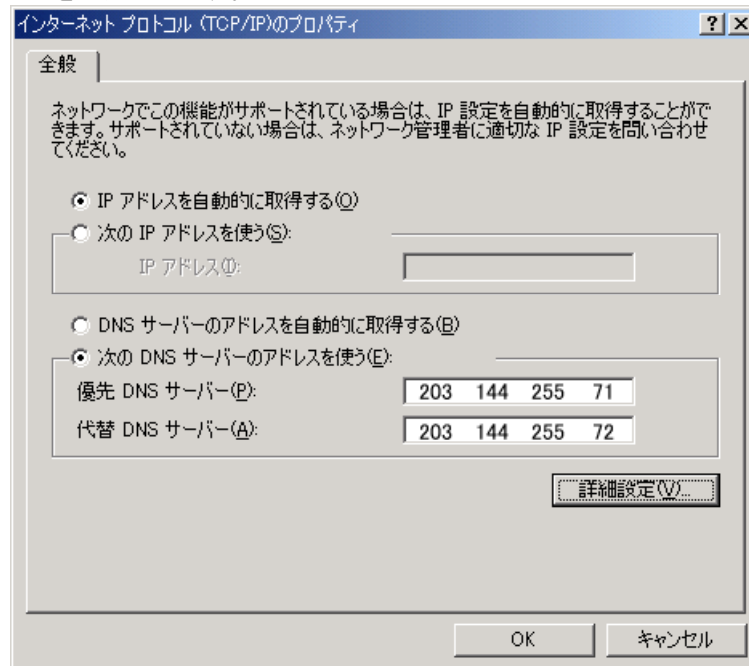 インターネット プロトコル (TCP/IP)のプロパティ
? ×
全般
ネットワークでこの機能がサポートされている場合は、IP 設定を自動的に取得することがで
きます。サポートされていない場合は、ネットワーク管理者に適切な IP 設定を問い合わせ
てください。
IP アドレスを自動的に取得する(O)
次の IP アドレスを使う(S):
IP アドレス(I):
DNS サーバーのアドレスを自動的に取得する(B)
次の DNS サーバーのアドレスを使う(E):
優先 DNS サーバー(P): 203 144 255 71
代替 DNS サーバー(A): 203 144 255 72
詳細設定(V)...
OK キャンセル